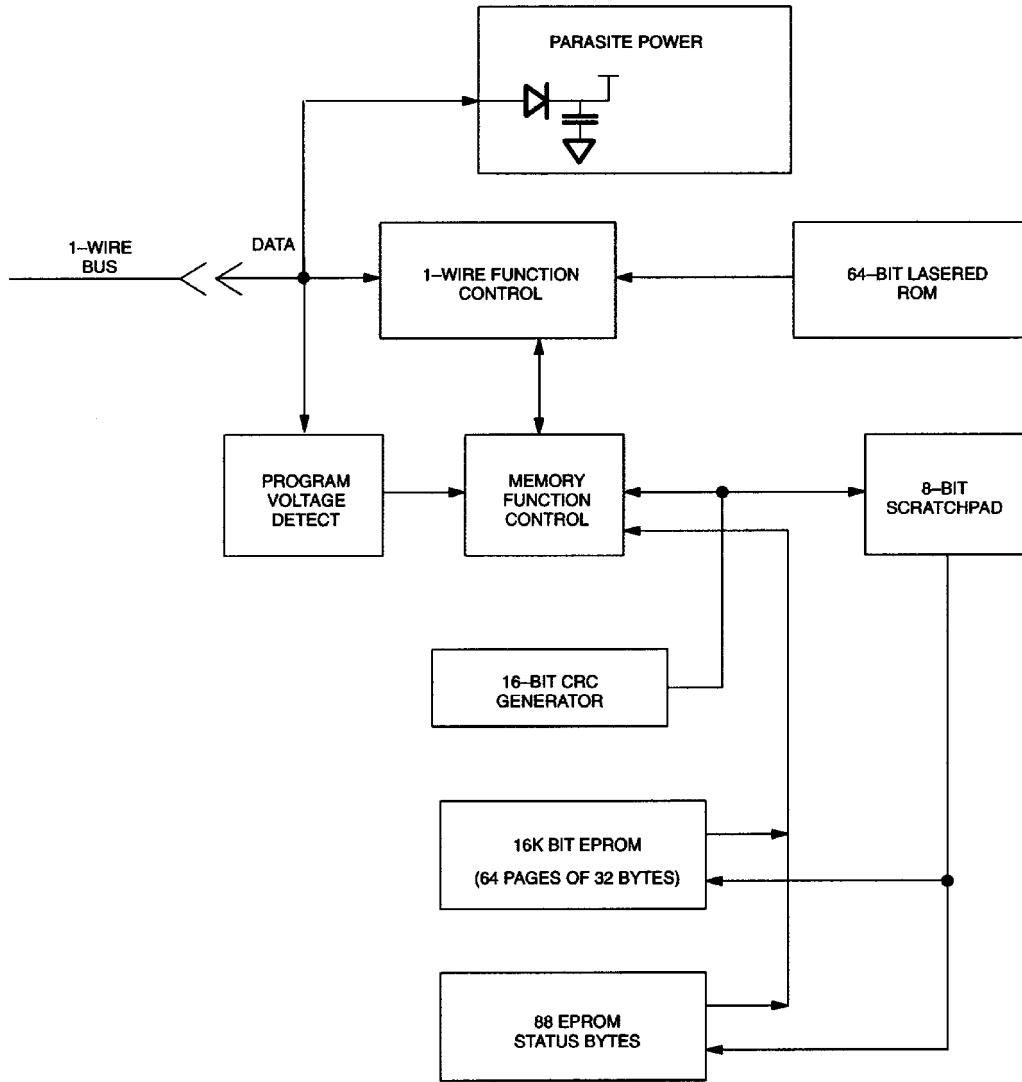 PARASITE POWER
1–WIRE
BUS
DATA
1–WIRE FUNCTION
CONTROL
64–BIT LASERED
ROM
PROGRAM
VOLTAGE
DETECT
MEMORY
FUNCTION
CONTROL
8–BIT
SCRATCHPAD
16–BIT CRC
GENERATOR
16K BIT EPROM
(64 PAGES OF 32 BYTES)
88 EPROM
STATUS BYTES